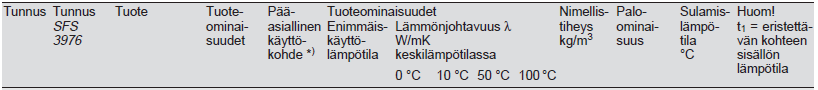 Tunnus Tunnus Tuote Tuote- Pää- Tuoteominaisuudet Nimellis- Palo- Sulamis- Huom!
SFS ominai- asiallinen Enimmäis- Lämmönjohtavuus λ tiheys ominai- lämpö- t₁ = eristettä-
3976 suudet käyttö- käyttö- W/mK kg/m³ suus tila vän kohteen
kohde *) lämpötila keskilämpötilassa °C sisällön
0 °C 10 °C 50 °C 100 °C lämpötila